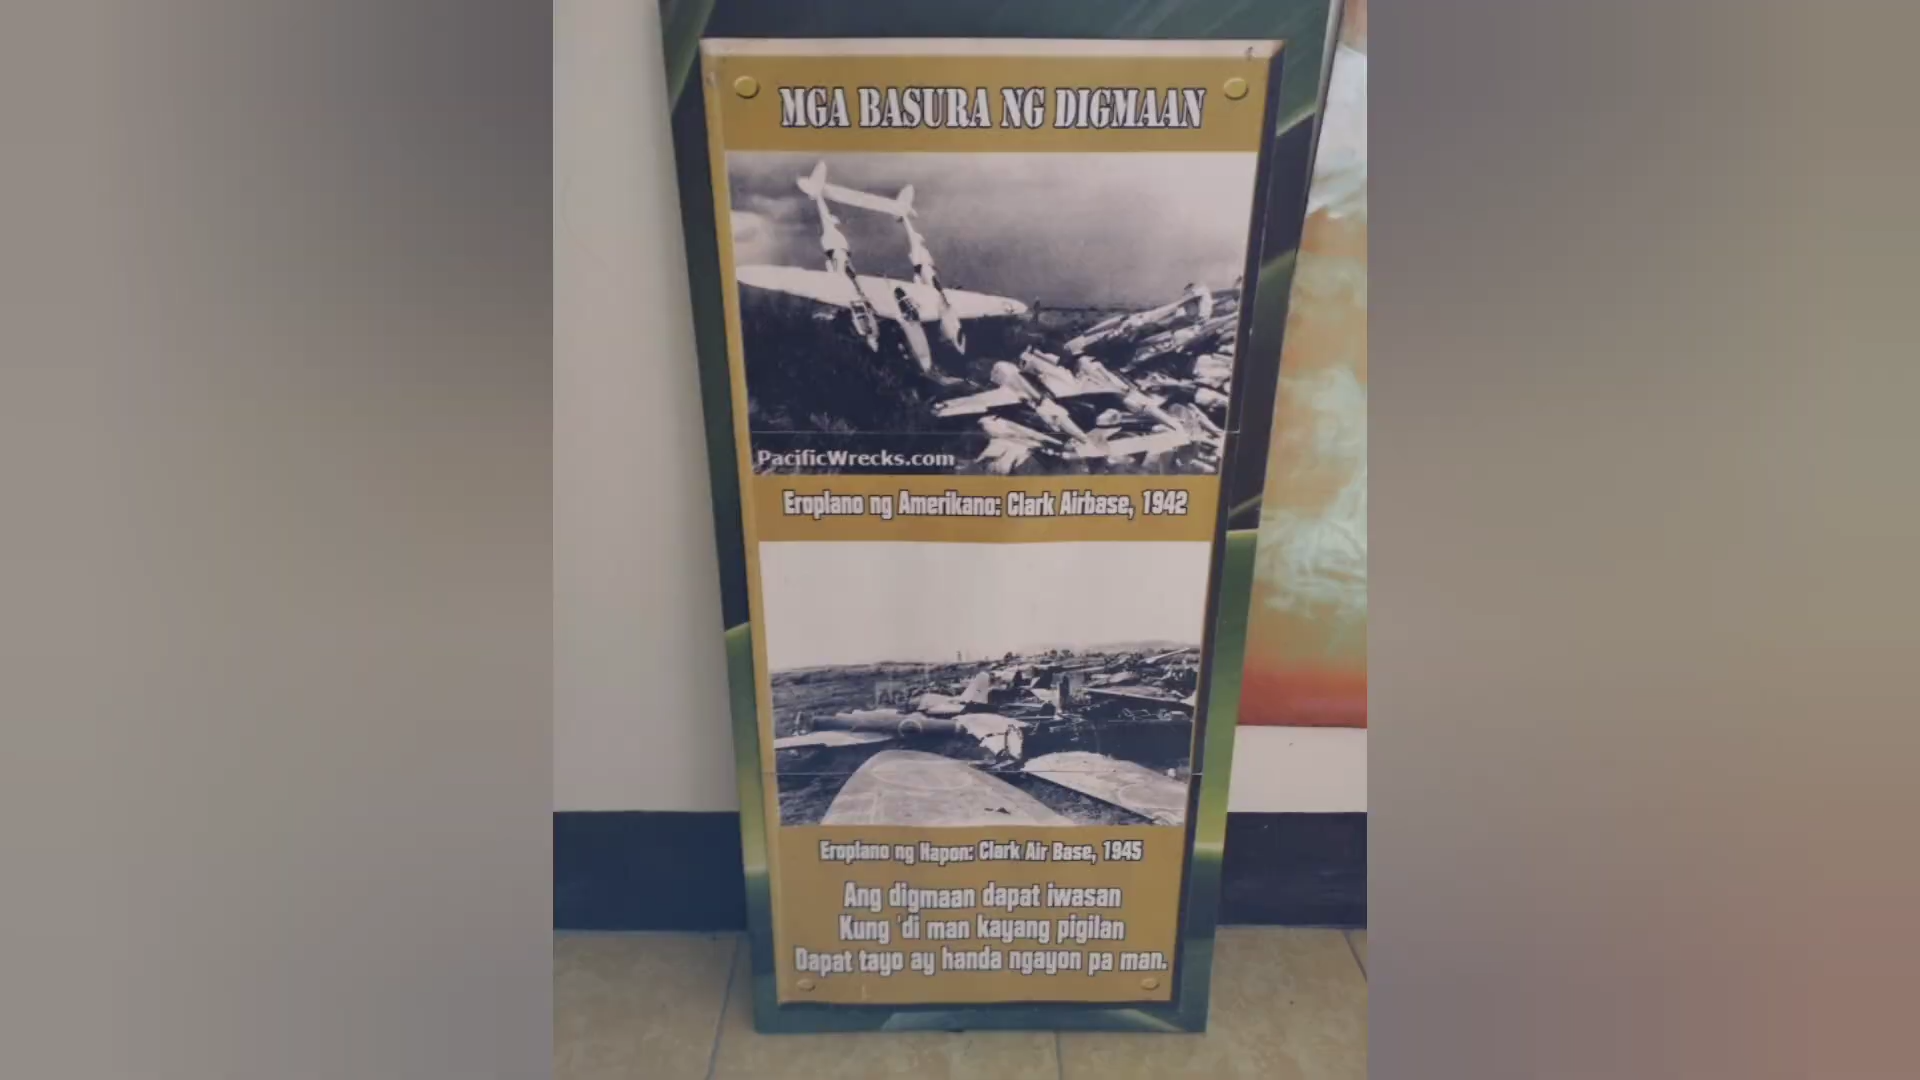 MGA BASURA NG DIGMAAN
PacificWrecks.com
Eroplano ng Amerikano: Clark Airbase, 1942
Eroplano ng Hapon: Clark Air Base, 1945
Ang digmaan dapat iwasan
Kung 'di man kayang pigilan
Dapat tayo ay handa ngayon pa man.